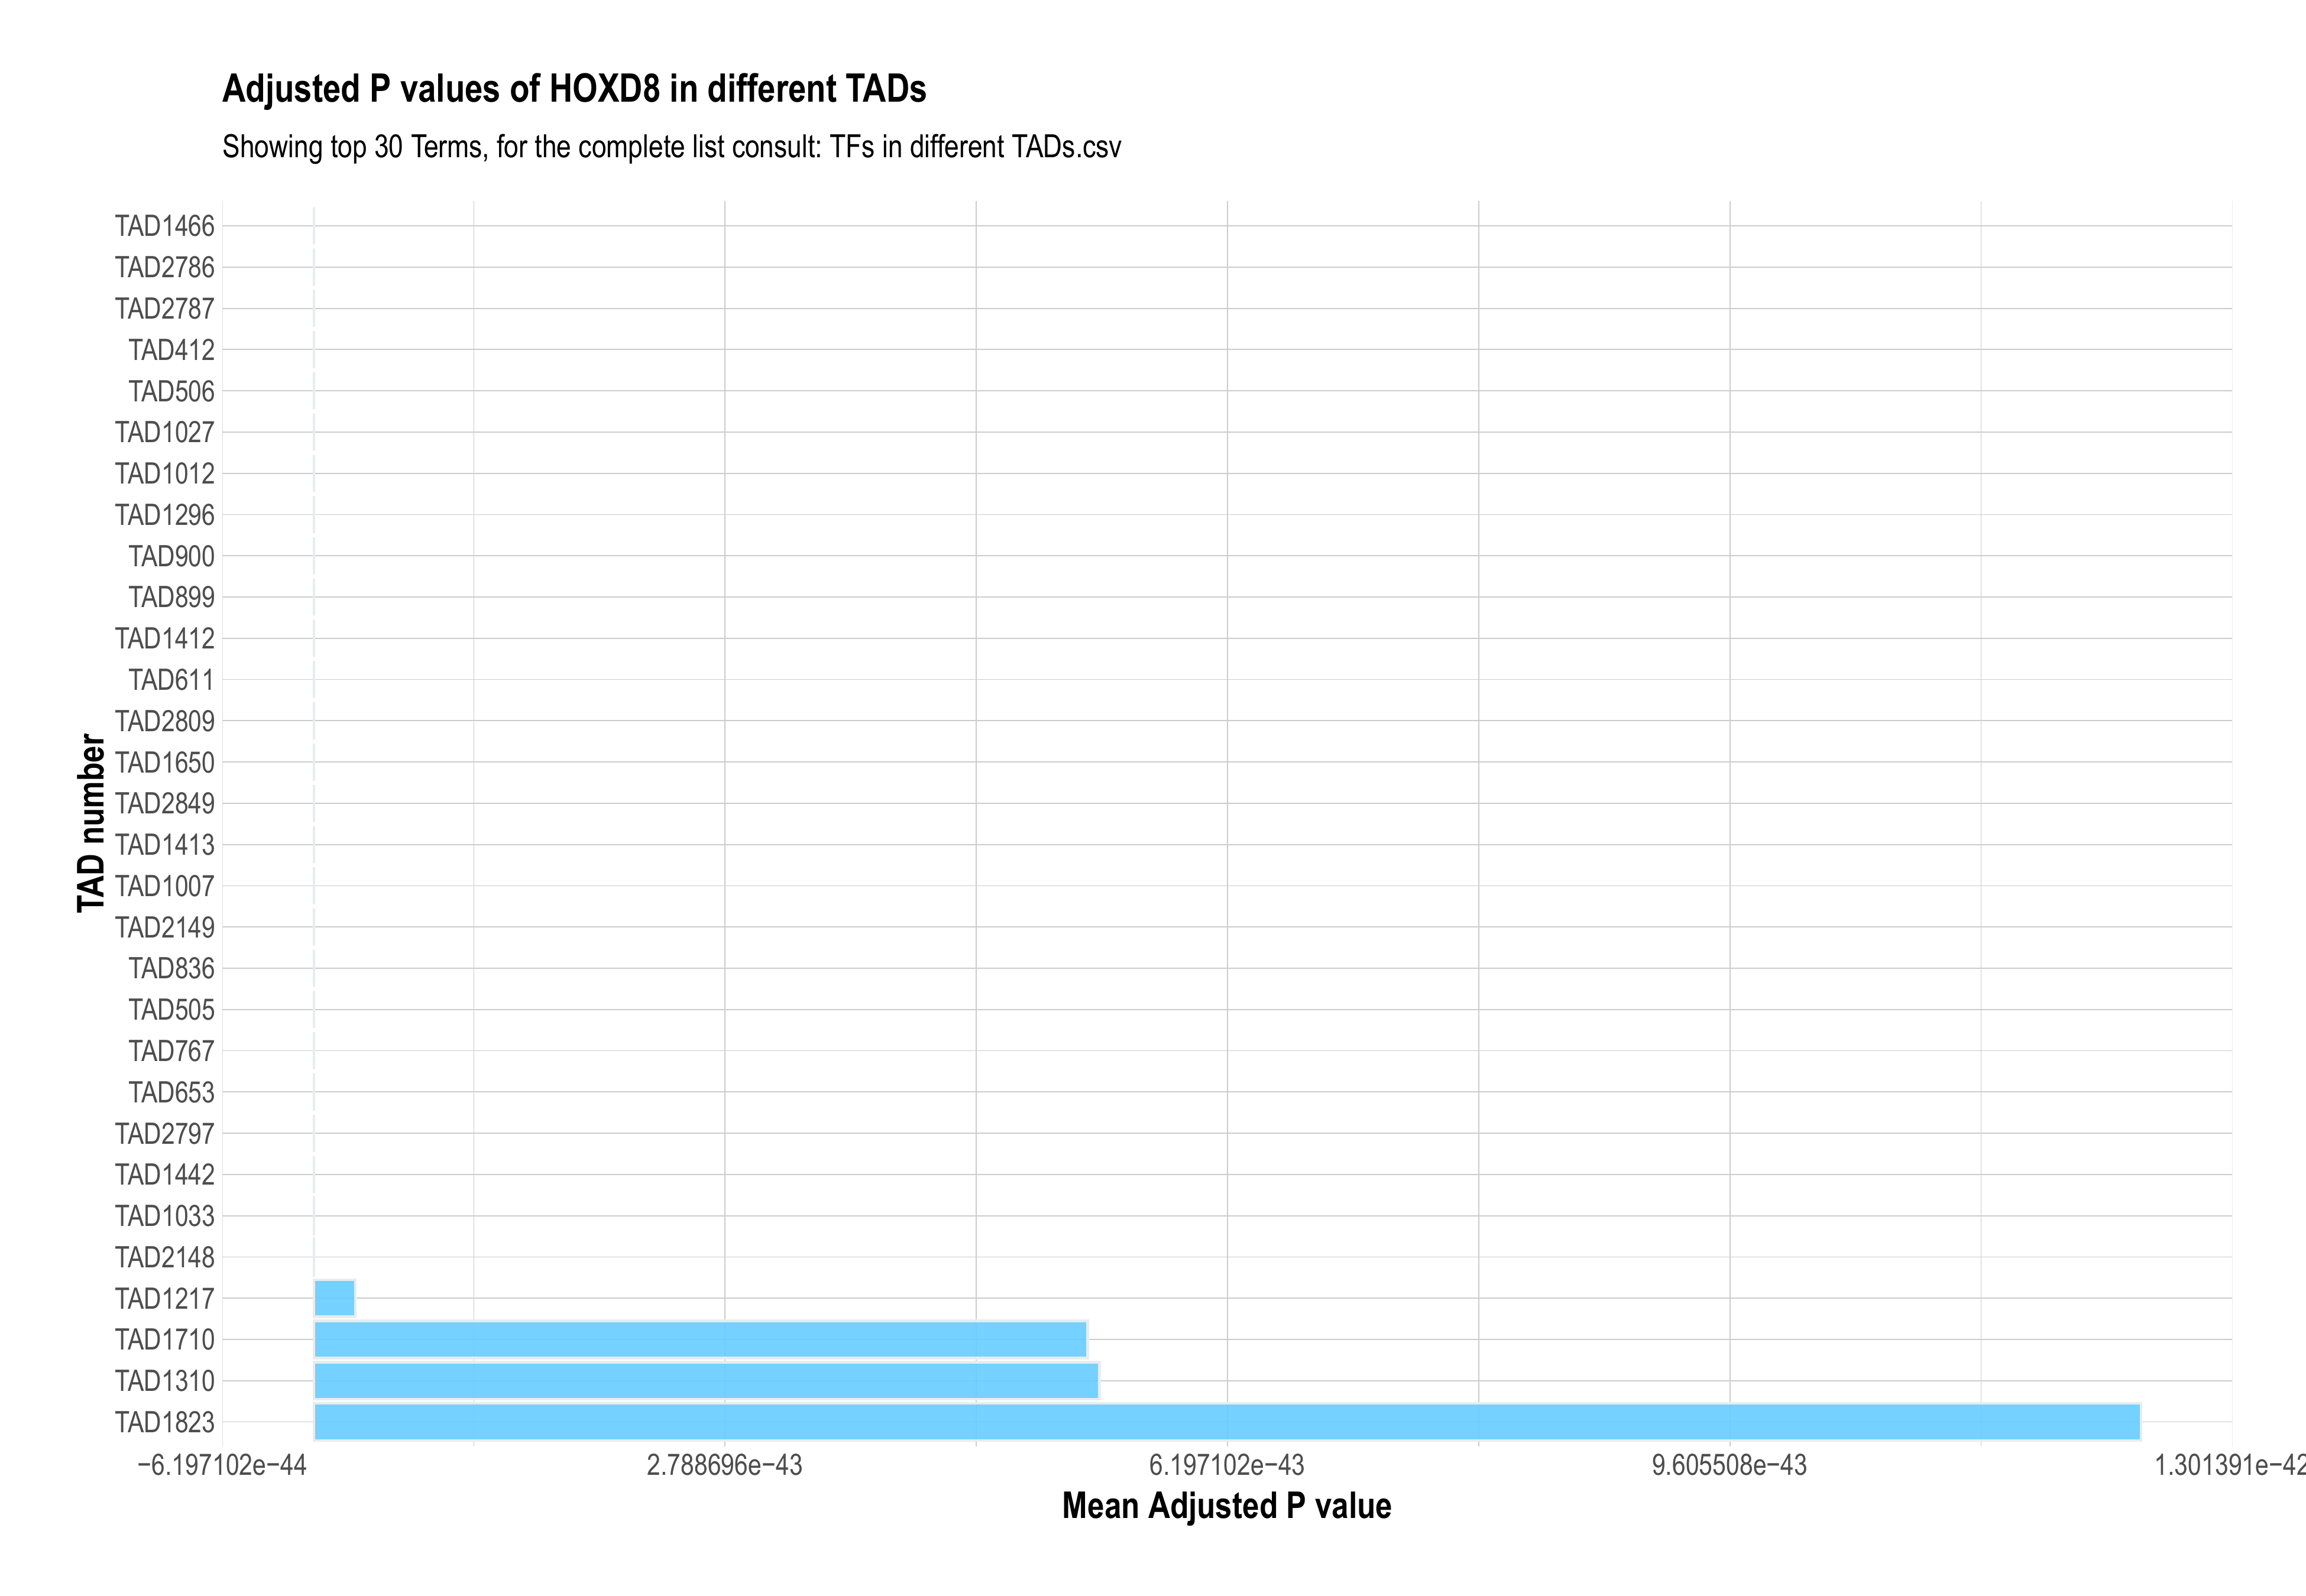 Adjusted P values of HOXD8 in different TADs
Showing top 30 Terms, for the complete list consult: TFs in different TADs.csv
TAD number
TAD1466
TAD2786
TAD2787
TAD412
TAD506
TAD1027
TAD1012
TAD1296
TAD900
TAD899
TAD1412
TAD611
TAD2809
TAD1650
TAD2849
TAD1413
TAD1007
TAD2149
TAD836
TAD505
TAD767
TAD653
TAD2797
TAD1442
TAD1033
TAD2148
TAD1217
TAD1710
TAD1310
TAD1823
−6.197102e−44 2.788696e−43 6.197102e−43 9.605508e−43 1.301391e−42
Mean Adjusted P value